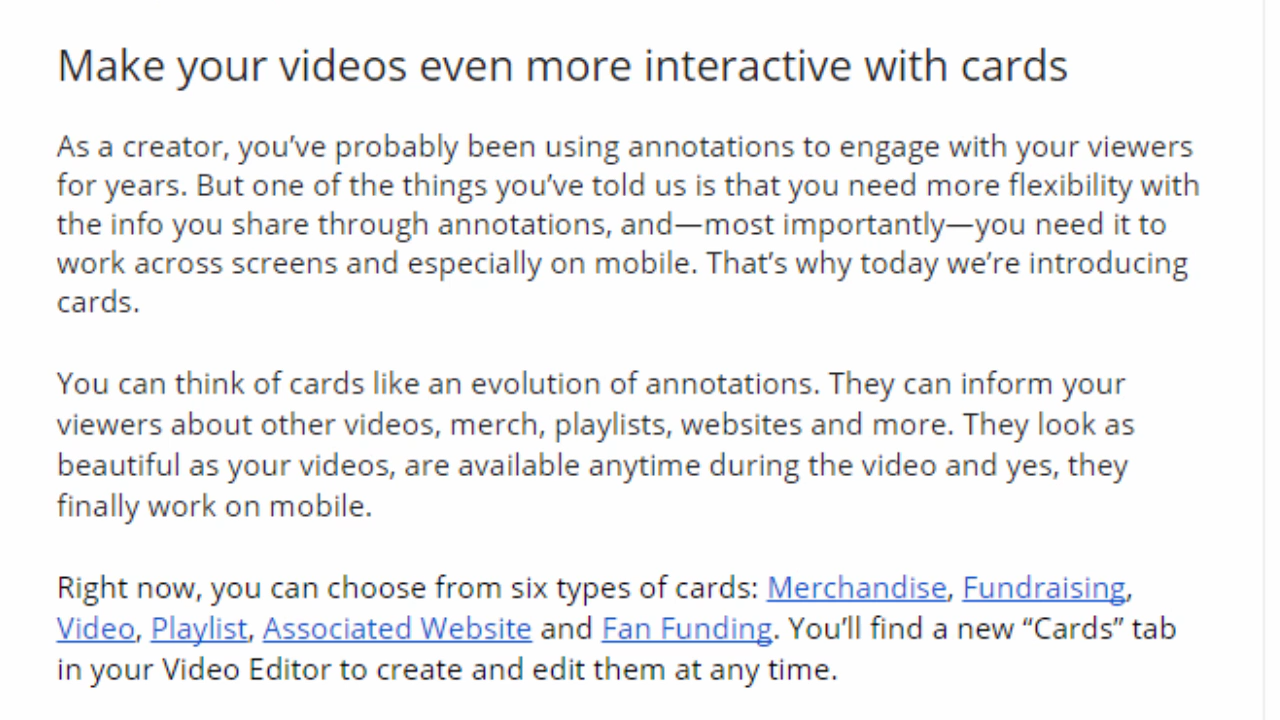 Make your videos even more interactive with cards
As a creator, you’ve probably been using annotations to engage with your viewers
for years. But one of the things you’ve told us is that you need more flexibility with
the info you share through annotations, and—most importantly—you need it to
work across screens and especially on mobile. That’s why today we’re introducing
cards.
You can think of cards like an evolution of annotations. They can inform your
viewers about other videos, merch, playlists, websites and more. They look as
beautiful as your videos, are available anytime during the video and yes, they
finally work on mobile.
Right now, you can choose from six types of cards: Merchandise, Fundraising,
Video, Playlist, Associated Website and Fan Funding. You’ll find a new “Cards” tab
in your Video Editor to create and edit them at any time.